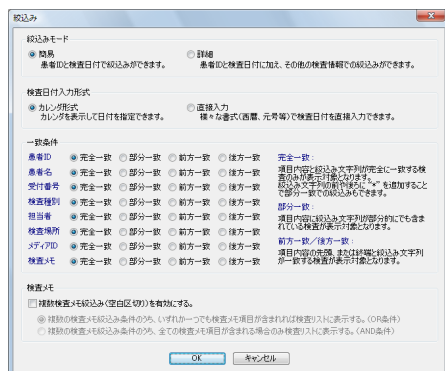 絞込み
絞込みモード
簡易
患者IDと検査日付で絞込みができます。
詳細
患者IDと検査日付に加え、その他の検査情報での絞込みができます。
検査日付入力形式
カレンダ形式
カレンダを表示して日付を指定できます。
直接入力
様々な書式(西暦、元号等)で検査日付を直接入力できます。
一致条件
患者ID 完全一致 部分一致 前方一致 後方一致
患者名 完全一致 部分一致 前方一致 後方一致
受付番号 完全一致 部分一致 前方一致 後方一致
検査種別 完全一致 部分一致 前方一致 後方一致
担当者 完全一致 部分一致 前方一致 後方一致
検査場所 完全一致 部分一致 前方一致 後方一致
メディアID 完全一致 部分一致 前方一致 後方一致
検査メモ 完全一致 部分一致 前方一致 後方一致
完全一致:
項目内容と絞込み文字列が完全に一致する検
査のみが表示対象となります。
絞込み文字列の前や後ろに"*"を追加すること
で部分一致での絞込みもできます。
部分一致:
項目内容に絞込み文字列が部分的にでも含ま
れている検査が表示対象となります。
前方一致/後方一致:
項目内容の先頭、または終端と絞込み文字列
が一致する検査が表示対象となります。
検査メモ
複数検査メモ絞込み(空白区切り)を有効にする。
複数の検査メモ絞込み条件のうち、いずれか一つでも検査メモ項目が含まれれば検査リストに表示する。(OR条件)
複数の検査メモ絞込み条件のうち、全ての検査メモ項目が含まれる場合のみ検査リストに表示する。(AND条件)
OK
キャンセル